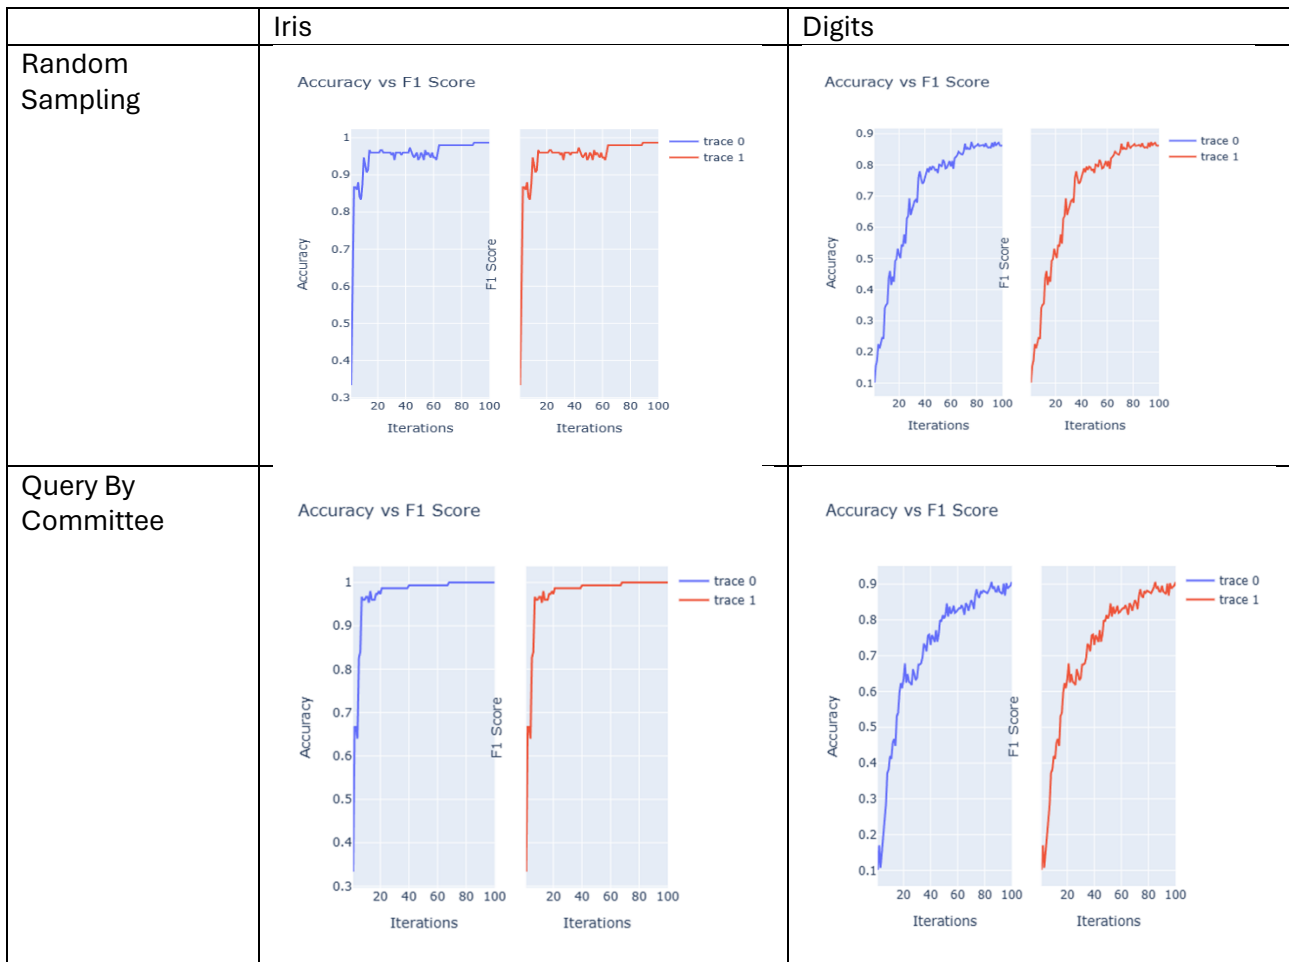 Iris
Digits
Random
Sampling
Accuracy vs F1 Score
1
0.9
0.8
0.7
0.6
0.5
0.4
0.3
Accuracy
F1 Score
20 40 60 80 100
20 40 60 80 100
Iterations
Iterations
trace 0
trace 1
Accuracy vs F1 Score
0.9
0.8
0.7
0.6
0.5
0.4
0.3
0.2
0.1
Accuracy
F1 Score
20 40 60 80 100
20 40 60 80 100
Iterations
Iterations
trace 0
trace 1
Query By
Committee
Accuracy vs F1 Score
1
0.9
0.8
0.7
0.6
0.5
0.4
0.3
Accuracy
F1 Score
20 40 60 80 100
20 40 60 80 100
Iterations
Iterations
trace 0
trace 1
Accuracy vs F1 Score
0.9
0.8
0.7
0.6
0.5
0.4
0.3
0.2
0.1
Accuracy
F1 Score
20 40 60 80 100
20 40 60 80 100
Iterations
Iterations
trace 0
trace 1